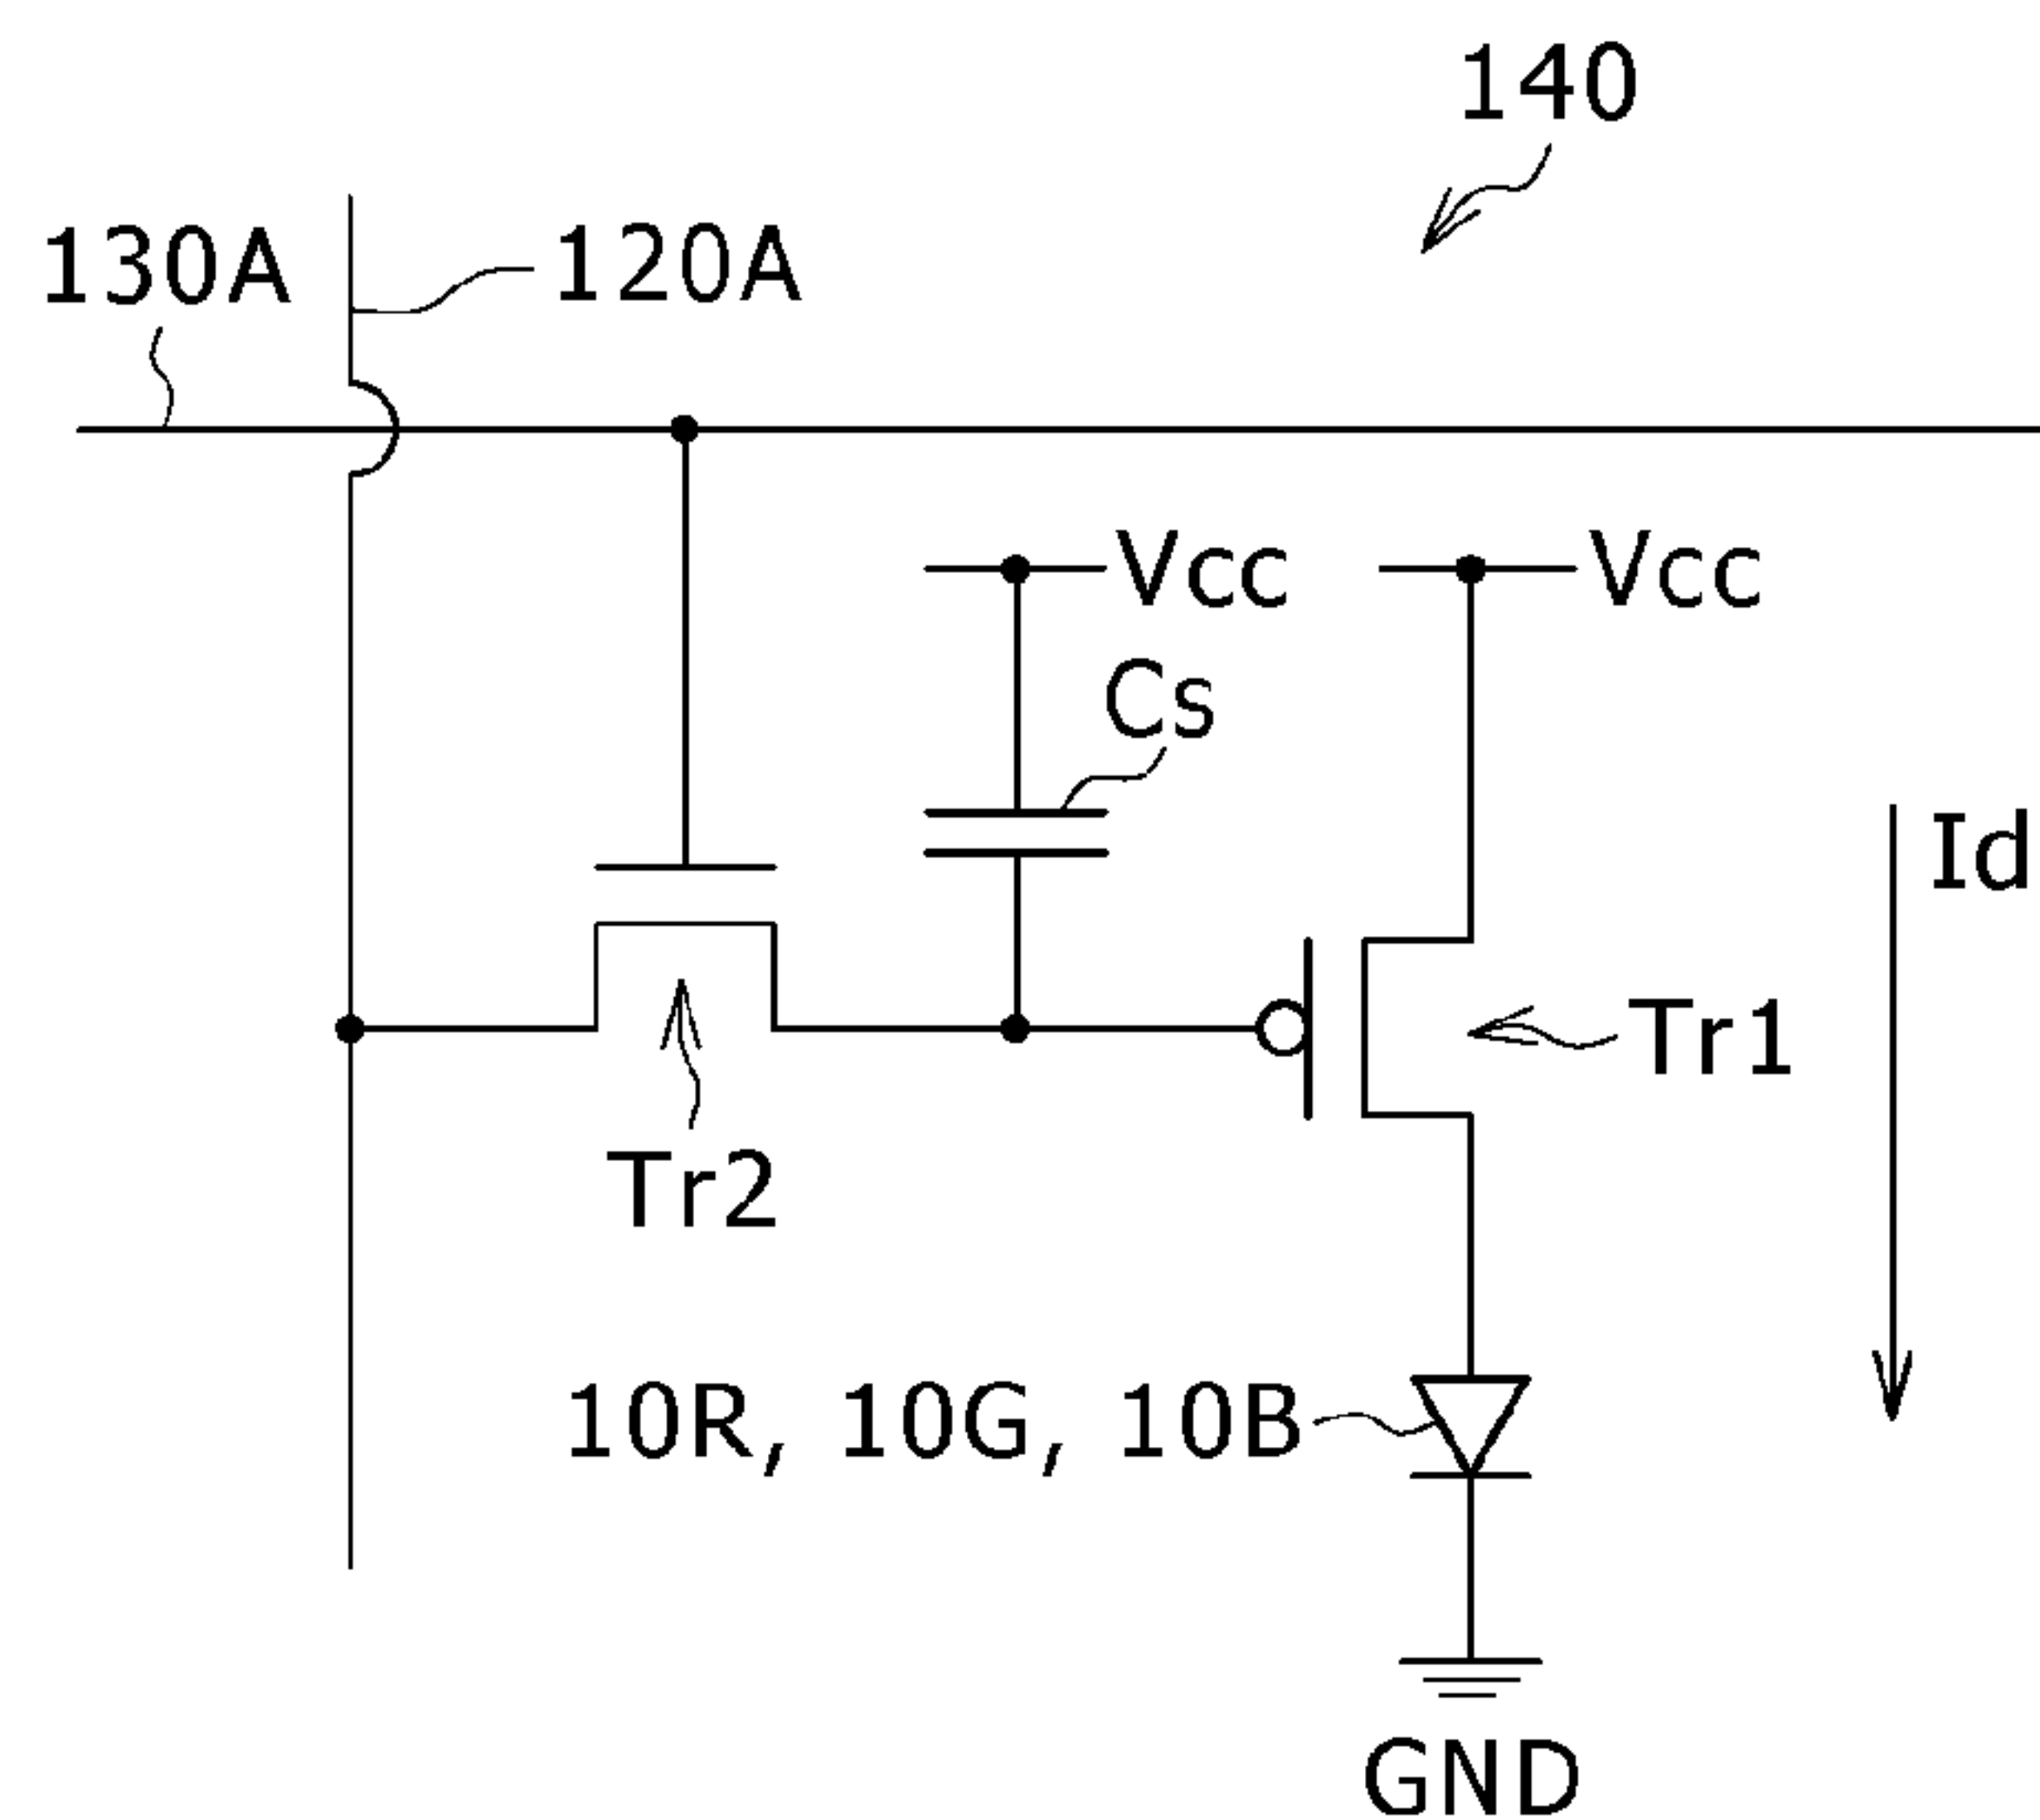 140
130A
120A
Vcc
Vcc
Cs
Id
Tr1
Tr2
10R, 10G, 10B
GND